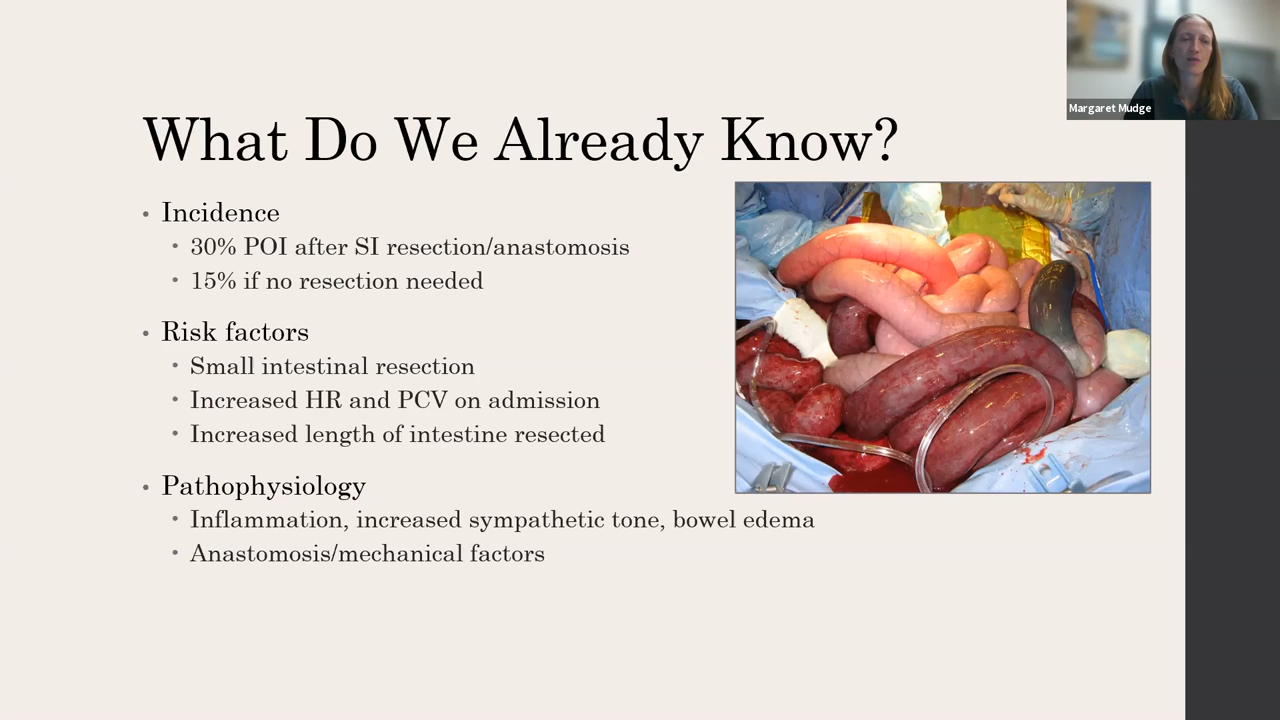 Margaret Mudge
What Do We Already Know?
• Incidence
• 30% POI after SI resection/anastomosis
• 15% if no resection needed
• Risk factors
• Small intestinal resection
• Increased HR and PCV on admission
• Increased length of intestine resected
• Pathophysiology
• Inflammation, increased sympathetic tone, bowel edema
• Anastomosis/mechanical factors